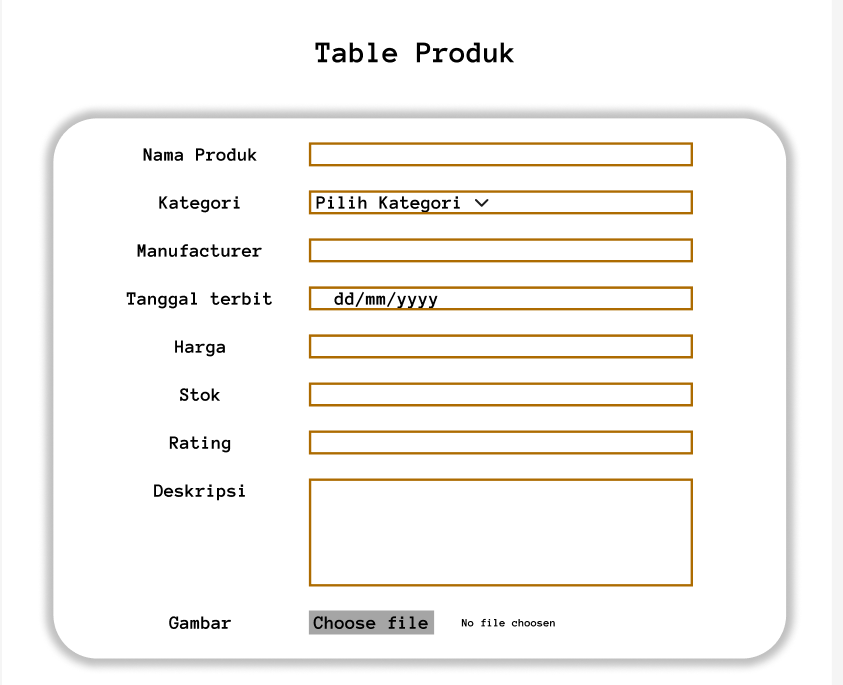 Table Produk
Nama Produk
Kategori Pilih Kategori
Manufacturer
Tanggal terbit dd/mm/yyyy
Harga
Stok
Rating
Deskripsi
Gambar Choose file No file choosen